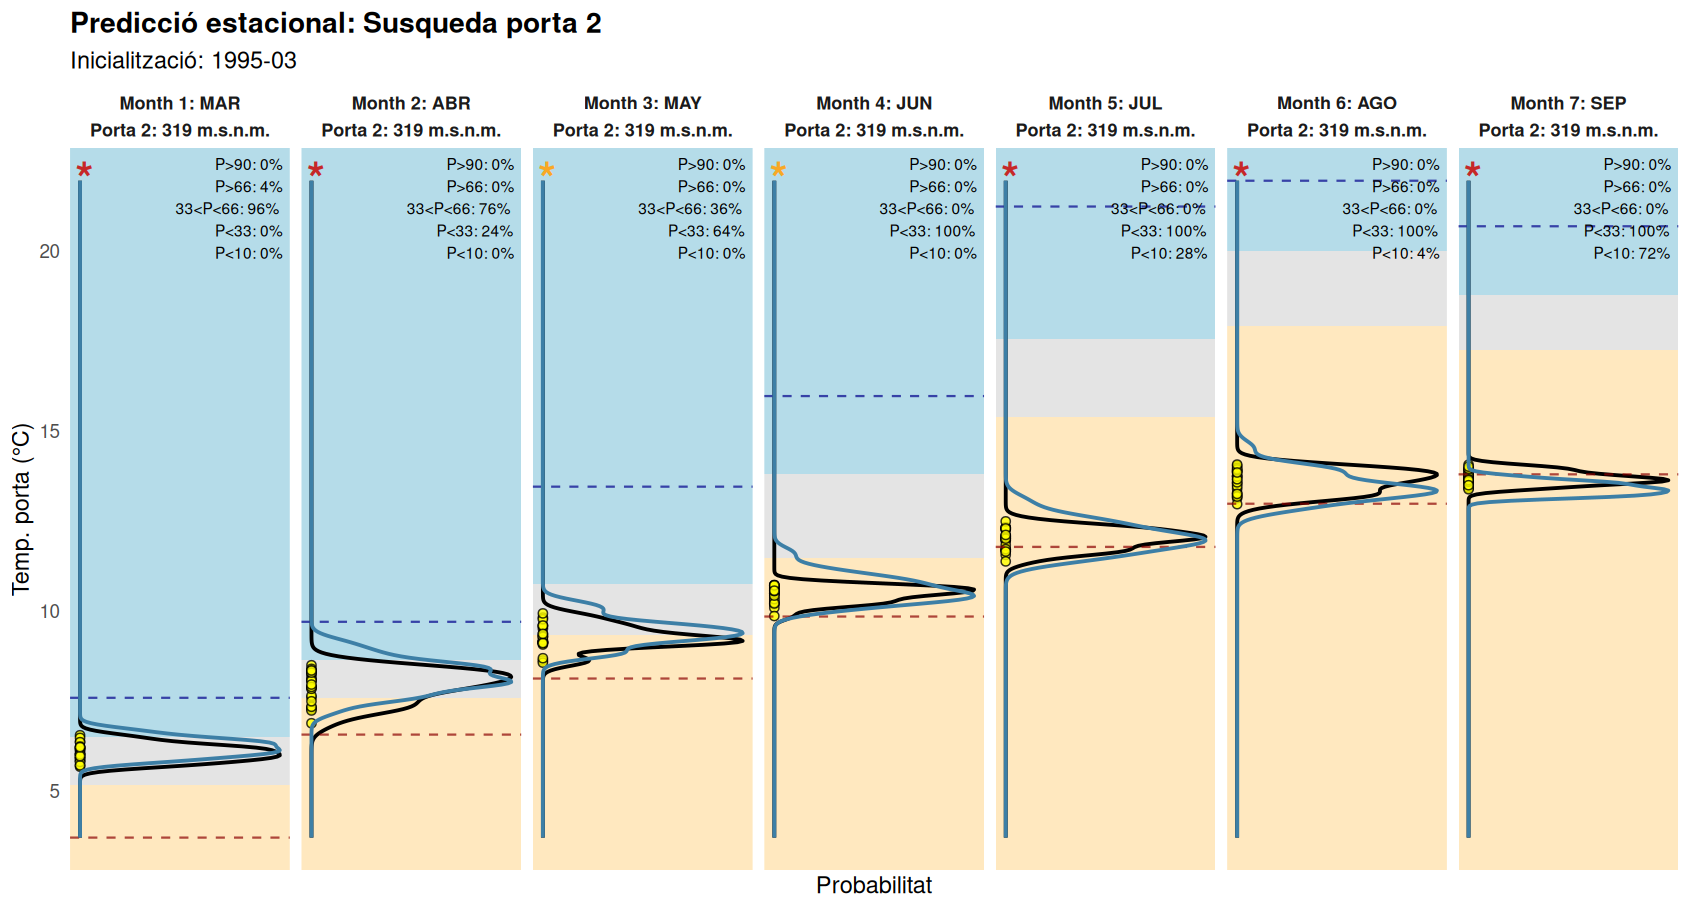 Predicció estacional: Susqueda porta 2
Inicialització: 1995-03
Month 1: MAR
Porta 2: 319 m.s.n.m.
Month 2: ABR
Porta 2: 319 m.s.n.m.
Month 3: MAY
Porta 2: 319 m.s.n.m.
Month 4: JUN
Porta 2: 319 m.s.n.m.
Month 5: JUL
Porta 2: 319 m.s.n.m.
Month 6: AGO
Porta 2: 319 m.s.n.m.
Month 7: SEP
Porta 2: 319 m.s.n.m.
*
P>90: 0%
P>66: 4%
33<P<66: 96%
P<33: 0%
P<10: 0%
*
P>90: 0%
P>66: 0%
33<P<66: 76%
P<33: 24%
P<10: 0%
*
P>90: 0%
P>66: 0%
33<P<66: 36%
P<33: 64%
P<10: 0%
*
P>90: 0%
P>66: 0%
33<P<66: 0%
P<33: 100%
P<10: 0%
*
P>90: 0%
P>66: 0%
33<P<66: 0%
P<33: 100%
P<10: 28%
*
P>90: 0%
P>66: 0%
33<P<66: 0%
P<33: 100%
P<10: 4%
*
P>90: 0%
P>66: 0%
33<P<66: 0%
P<33: 100%
P<10: 72%
Temp. porta (°C)
20
15
10
5
Probabilitat